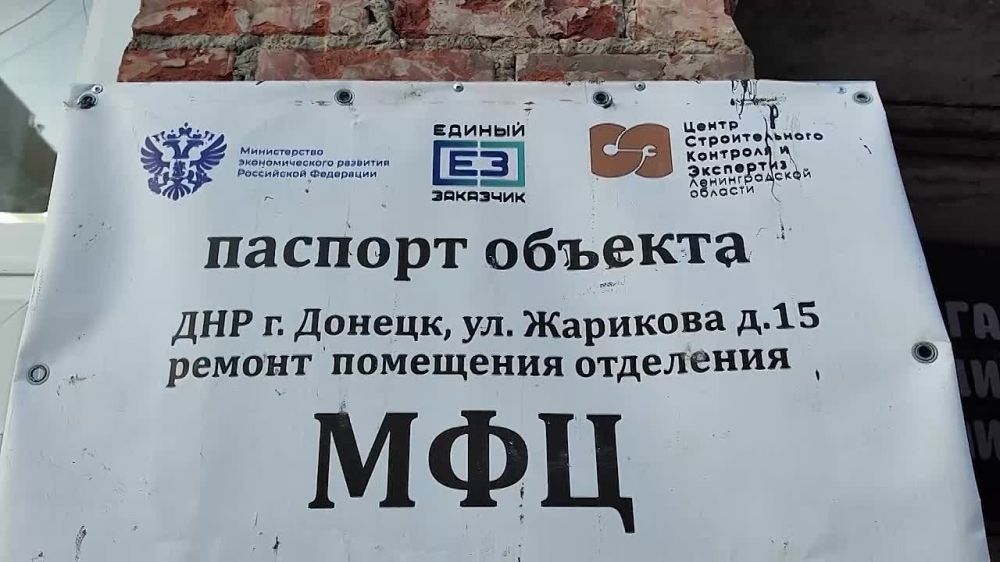 Министерство
экономического развития
Российской Федерации
ЕДИНЫЙ
ЕЗ
ЗАКАЗЧИК
Центр
Строительного
Контроля и
Экспертиз
Ленинградской
области
паспорт объекта
ДНР г. Донецк, ул. Жарикова д.15
ремонт помещения отделения
МФЦ